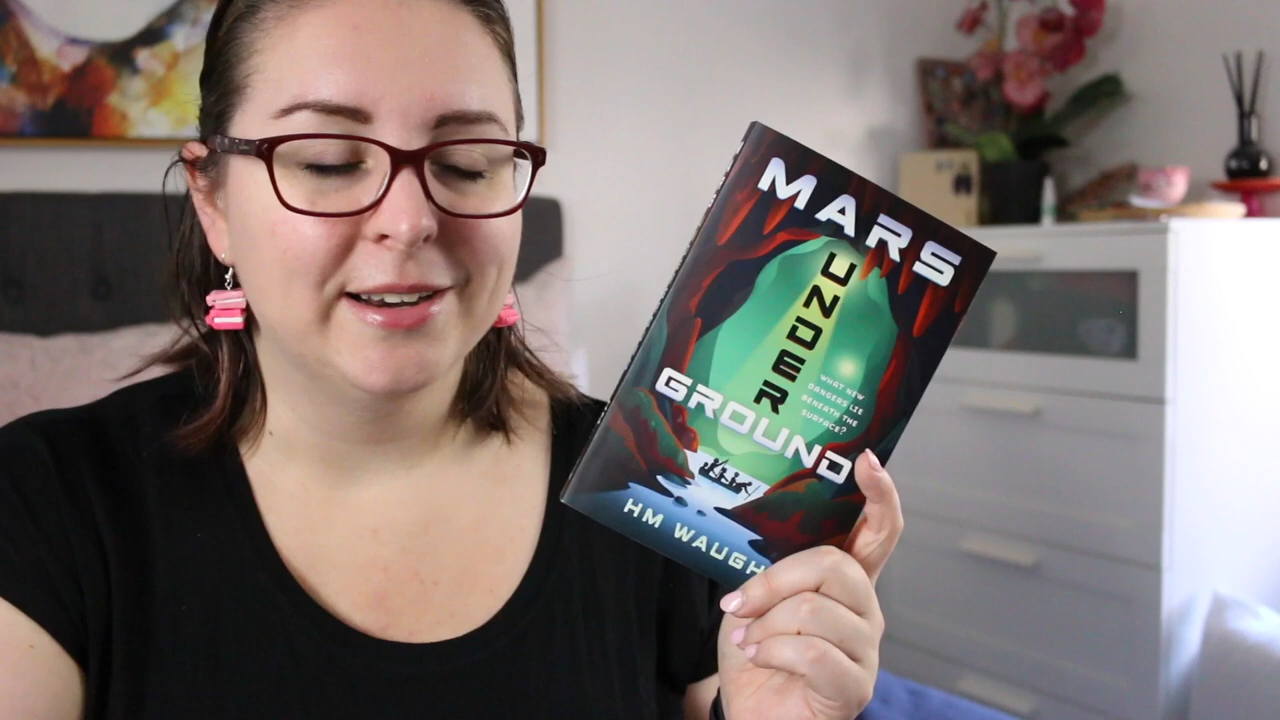 MARS
UNDER
GROUND
WHAT NEW
DANGERS LIE
BENEATH THE
SURFACE?
HM WAUGH